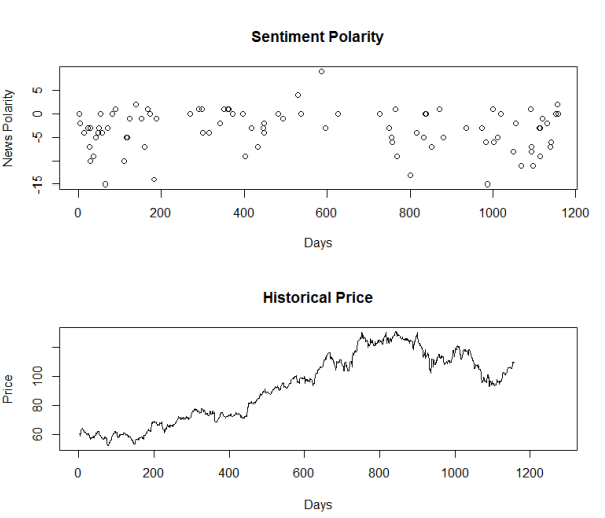 Sentiment Polarity
News Polarity
5
0
-5
-15
0 200 400 600 800 1000 1200
Days
Historical Price
Price
100
80
60
0 200 400 600 800 1000 1200
Days